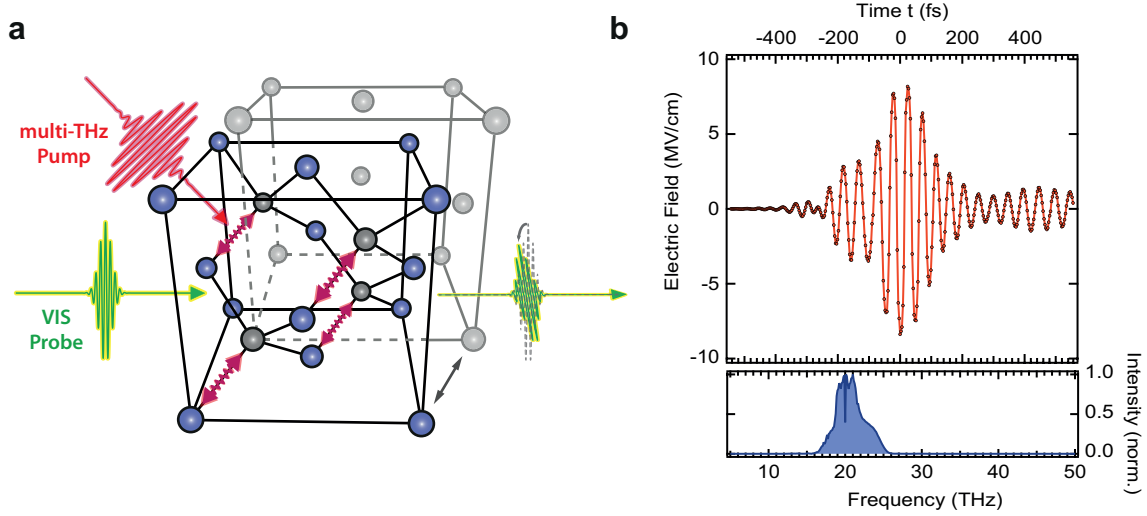 a
multi-THz
Pump
VIS
Probe
b
Time t (fs)
-400 -200 0 200 400
Electric Field (MV/cm)
10
5
0
-5
-10
Intensity (norm.)
1.0
0.5
0.0
10 20 30 40 50
Frequency (THz)